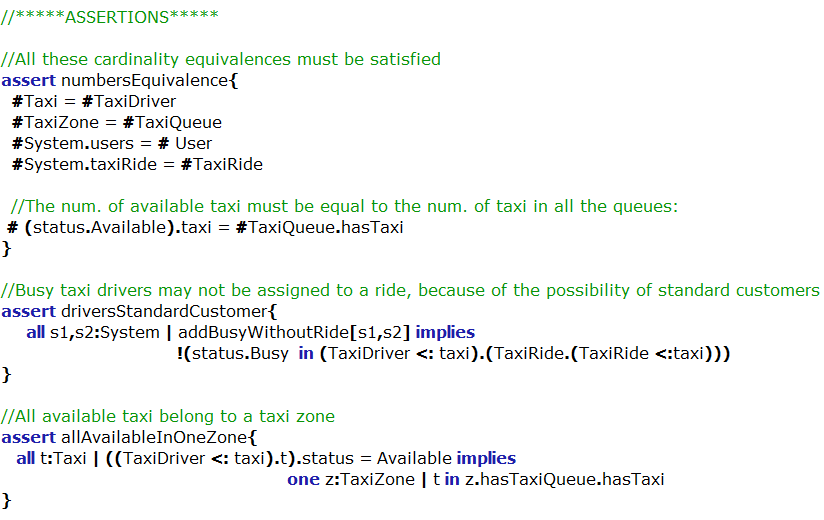 //*****ASSERTIONS*****
//All these cardinality equivalences must be satisfied
assert numbersEquivalence{
#Taxi = #TaxiDriver
#TaxiZone = #TaxiQueue
#System.users = # User
#System.taxiRide = #TaxiRide
//The num. of available taxi must be equal to the num. of taxi in all the queues:
# (status.Available).taxi = #TaxiQueue.hasTaxi
}
//Busy taxi drivers may not be assigned to a ride, because of the possibility of standard customers
assert driversStandardCustomer{
all s1,s2:System | addBusyWithoutRide[s1,s2] implies
!(status.Busy in (TaxiDriver <: taxi).(TaxiRide.(TaxiRide <:taxi)))
}
//All available taxi belong to a taxi zone
assert allAvailableInOneZone{
all t:Taxi | ((TaxiDriver <: taxi).t).status = Available implies
one z:TaxiZone | t in z.hasTaxiQueue.hasTaxi
}